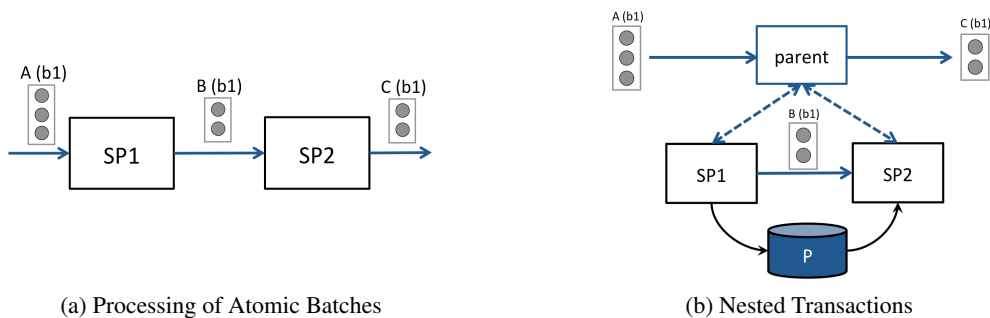 A (b1)
B (b1)
C (b1)
SP1
SP2
(a) Processing of Atomic Batches
A (b1)
parent
C (b1)
B (b1)
SP1
SP2
P
(b) Nested Transactions